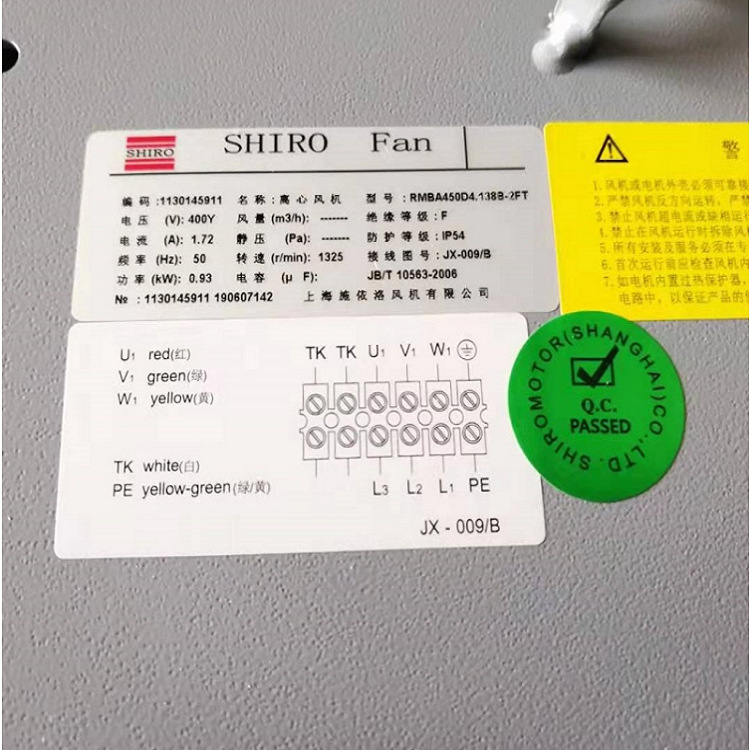 SHIRO
SHIRO Fan
编 码:1130145911 名 称:离心风机 型 号:RMBA450D4.138B-2FT
电 压 (V):400Y 风 量 (m3/h):------ 绝 缘 等 级:F
电 流 (A):1.72 静 压 (Pa):------ 防 护 等 级:IP54
频 率 (Hz):50 转 速 (r/min):1325 接 线 图 号:JX-009/B
功 率 (kW):0.93 电 容 (μ F): JB/T 10563-2006
№ :1130145911 190607142 上 海 施 依 洛 风 机 有 限 公 司
警
1.风机或电机外壳必须可靠接
2.严禁风机反方向运转,严
3.禁止风机超电流或缺相运行
4.禁止在风机运行时拆除风
5.所有安装及服务必须在专
6.首次运行前应检查风机内
7.如电机内置过热保护器,
电路中,以保证产品的
U1 red(红)
V1 green(绿)
W1 yellow(黄)
TK white(白)
PE yellow-green(绿/黄)
TK TK U1 V1 W1
L3 L2 L1 PE
JX - 009/B
SHIROMOTOR(SHANGHAI)CO.,LTD.
Q.C.
PASSED